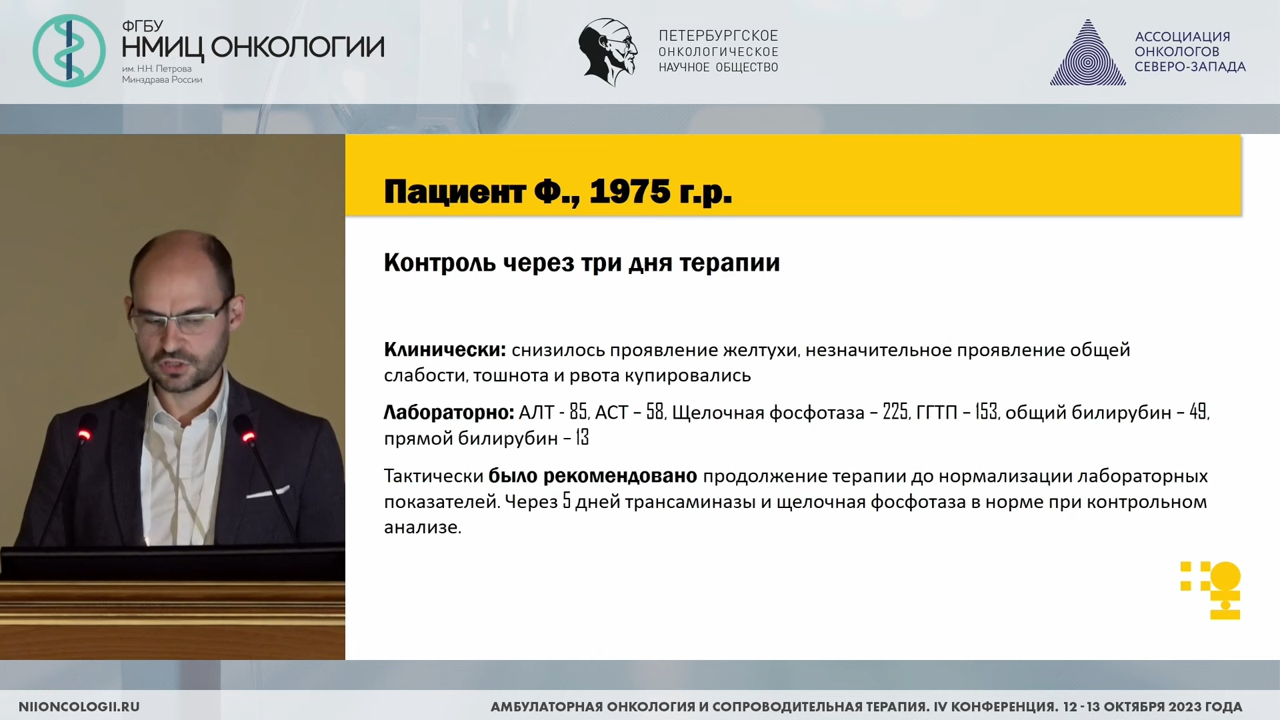 ФГБУ
НМИЦ ОНКОЛОГИИ
им. Н.Н. Петрова
Минздрава России
ПЕТЕРБУРГСКОЕ
ОНКОЛОГИЧЕСКОЕ
НАУЧНОЕ ОБЩЕСТВО
АССОЦИАЦИЯ
ОНКОЛОГОВ
СЕВЕРО-ЗАПАДА
Пациент Ф., 1975 г.р.
Контроль через три дня терапии
Клинически: снизилось проявление желтухи, незначительное проявление общей
слабости, тошнота и рвота купировались
Лабораторно: АЛТ - 85, АСТ – 58, Щелочная фосфотаза – 225, ГГТП – 153, общий билирубин – 49,
прямой билирубин – 13
Тактически было рекомендовано продолжение терапии до нормализации лабораторных
показателей. Через 5 дней трансаминазы и щелочная фосфотаза в норме при контрольном
анализе.
NIIONCOLOGII.RU
АМБУЛАТОРНАЯ ОНКОЛОГИЯ И СОПРОВОДИТЕЛЬНАЯ ТЕРАПИЯ. IV КОНФЕРЕНЦИЯ. 12 - 13 ОКТЯБРЯ 2023 ГОДА